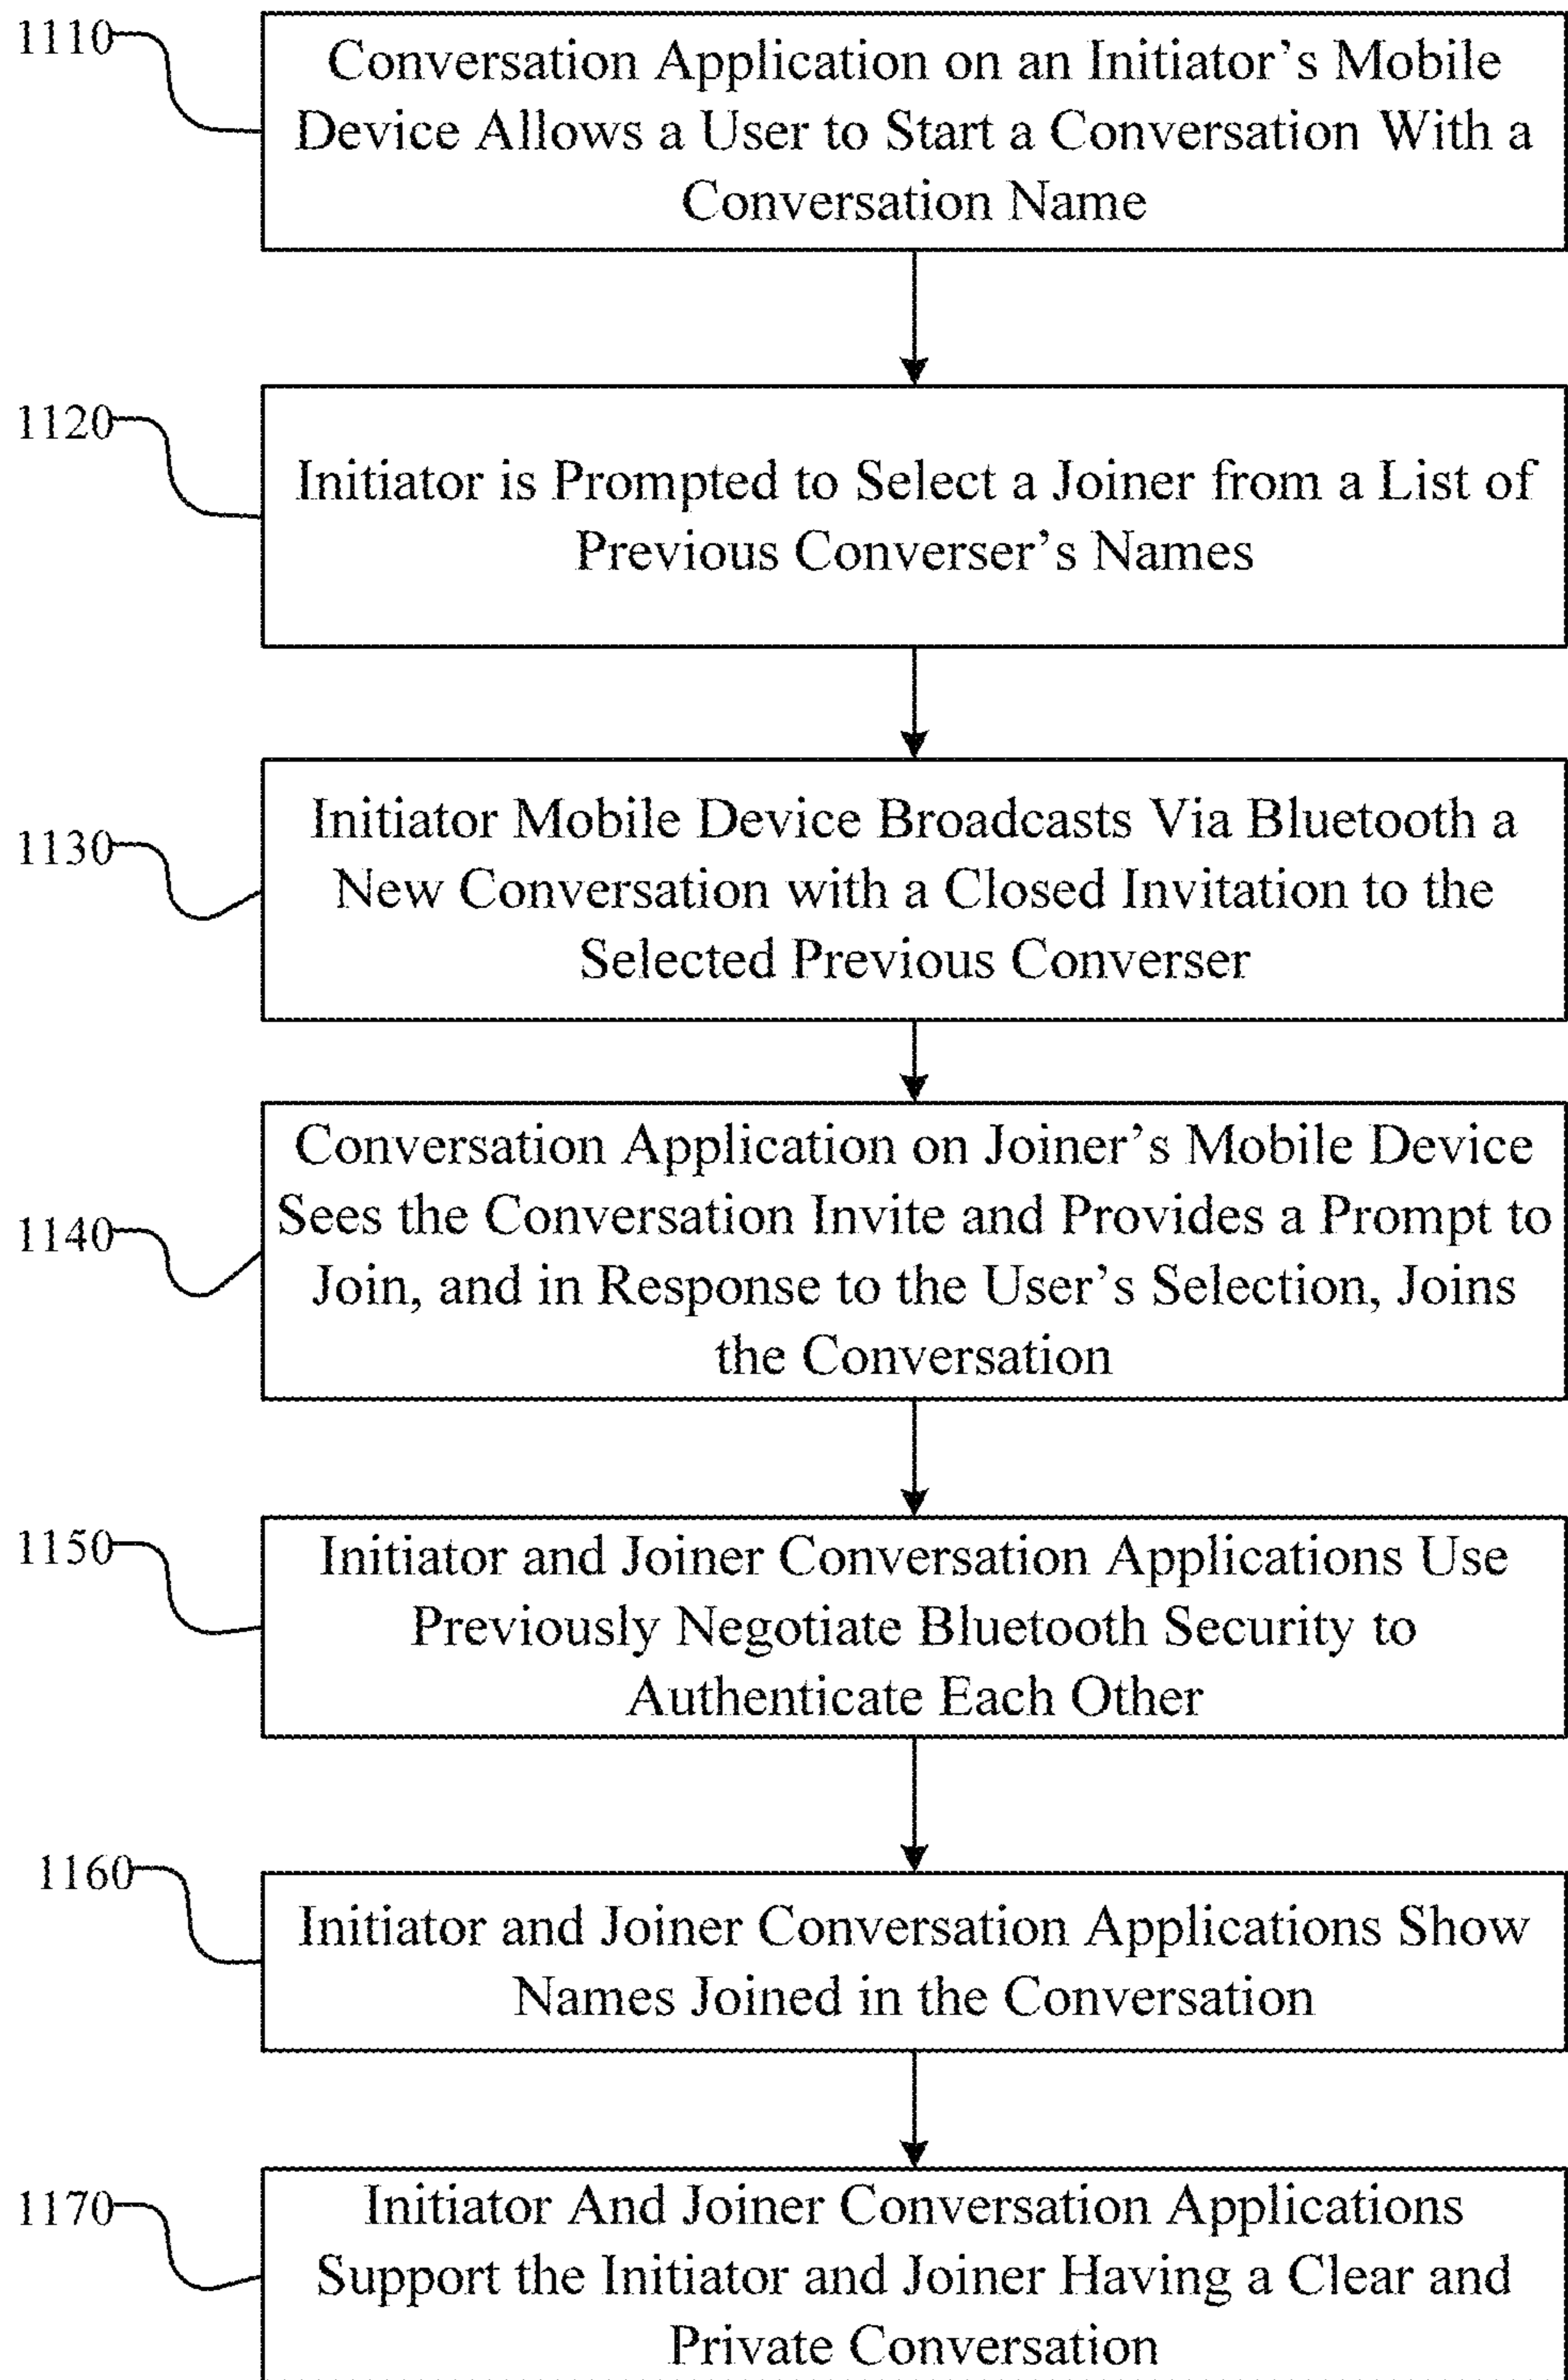 1110
Conversation Application on an Initiator's Mobile
Device Allows a User to Start a Conversation With a
Conversation Name
1120
Initiator is Prompted to Select a Joiner from a List of
Previous Converser's Names
1130
Initiator Mobile Device Broadcasts Via Bluetooth a
New Conversation with a Closed Invitation to the
Selected Previous Converser
1140
Conversation Application on Joiner's Mobile Device
Sees the Conversation Invite and Provides a Prompt to
Join, and in Response to the User's Selection, Joins
the Conversation
1150
Initiator and Joiner Conversation Applications Use
Previously Negotiate Bluetooth Security to
Authenticate Each Other
1160
Initiator and Joiner Conversation Applications Show
Names Joined in the Conversation
1170
Initiator And Joiner Conversation Applications
Support the Initiator and Joiner Having a Clear and
Private Conversation